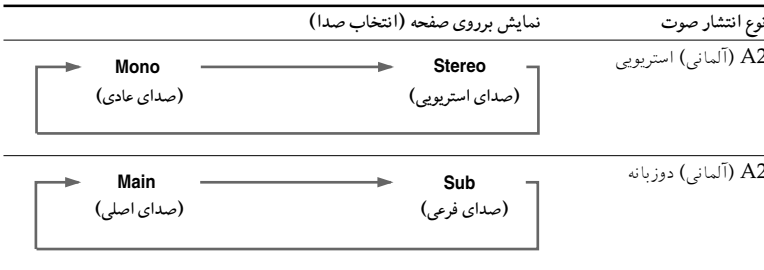 نوع انتشار صوت نمایش برروی صفحه (انتخاب صدا)
A2 (آلمانی) استریویی
Mono Stereo
(صدای عادی) (صدای استریویی)
A2 (آلمانی) دوزبانه
Main Sub
(صدای اصلی) (صدای فرعی)